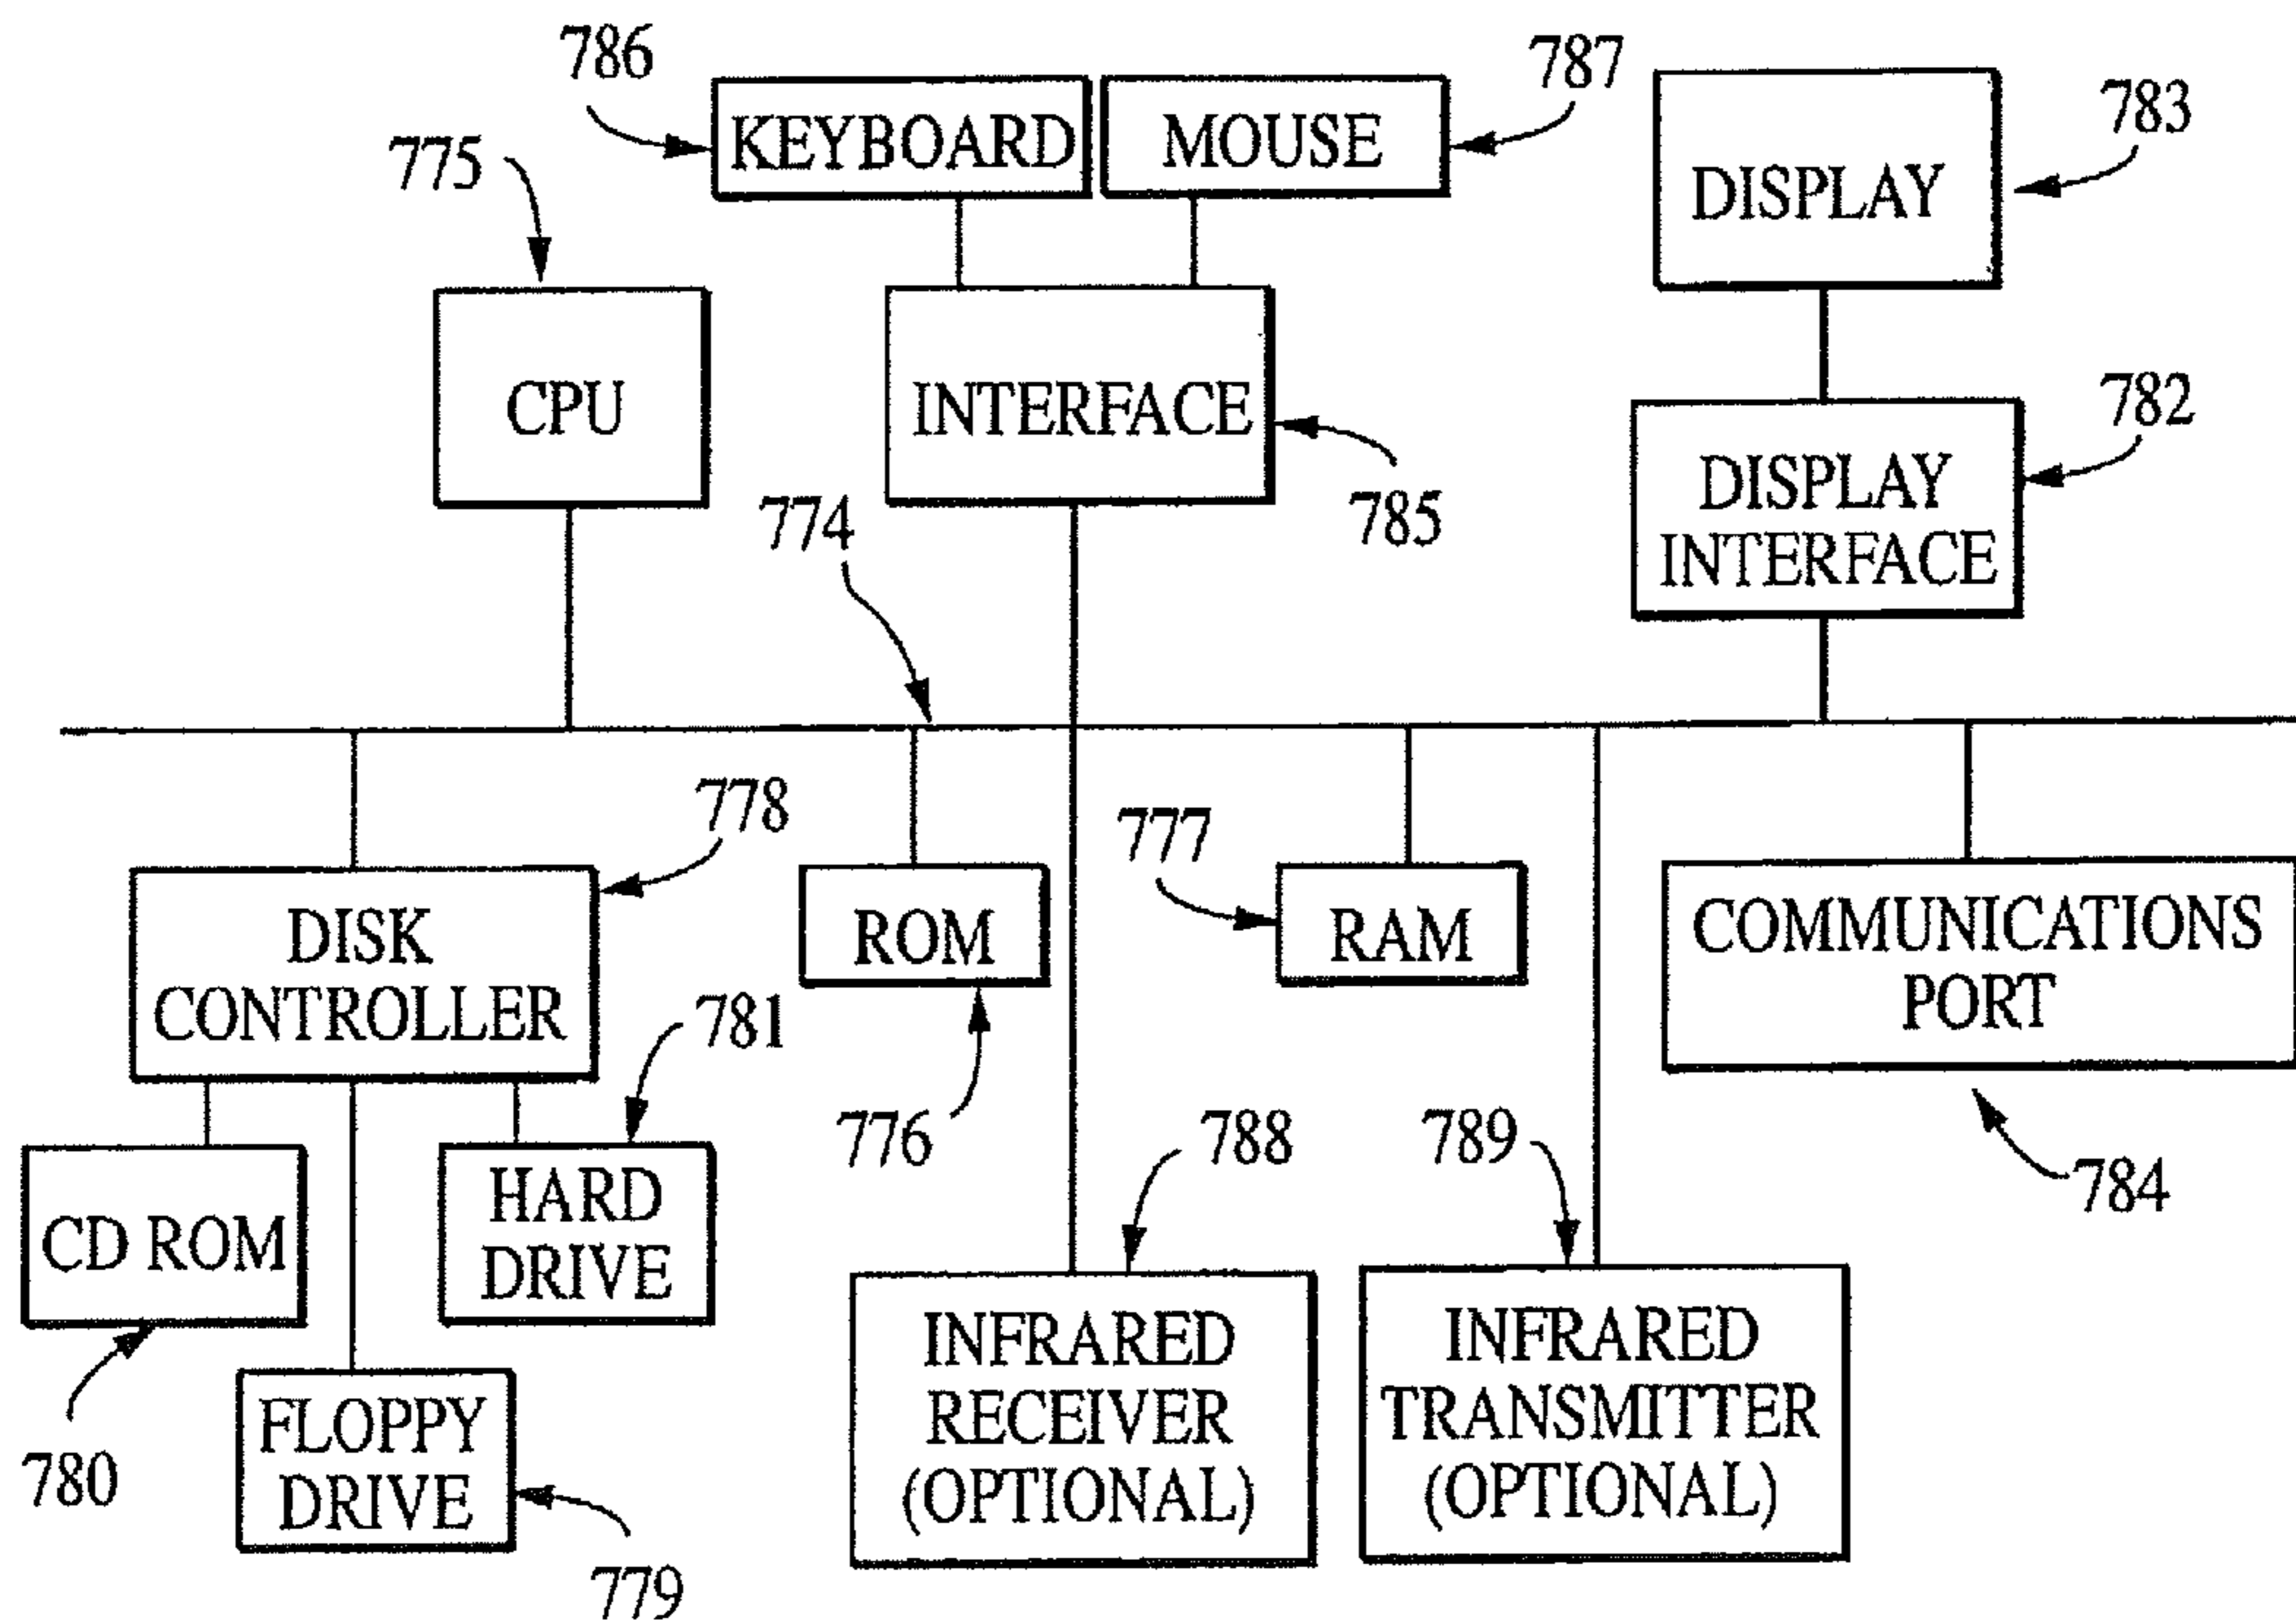 786
KEYBOARD
MOUSE
787
783
DISPLAY
775
CPU
INTERFACE
785
782
DISPLAY
INTERFACE
774
778
DISK
CONTROLLER
ROM
776
777
RAM
COMMUNICATIONS
PORT
784
781
HARD
DRIVE
CD ROM
780
FLOPPY
DRIVE
779
788
INFRARED
RECEIVER
(OPTIONAL)
789
INFRARED
TRANSMITTER
(OPTIONAL)